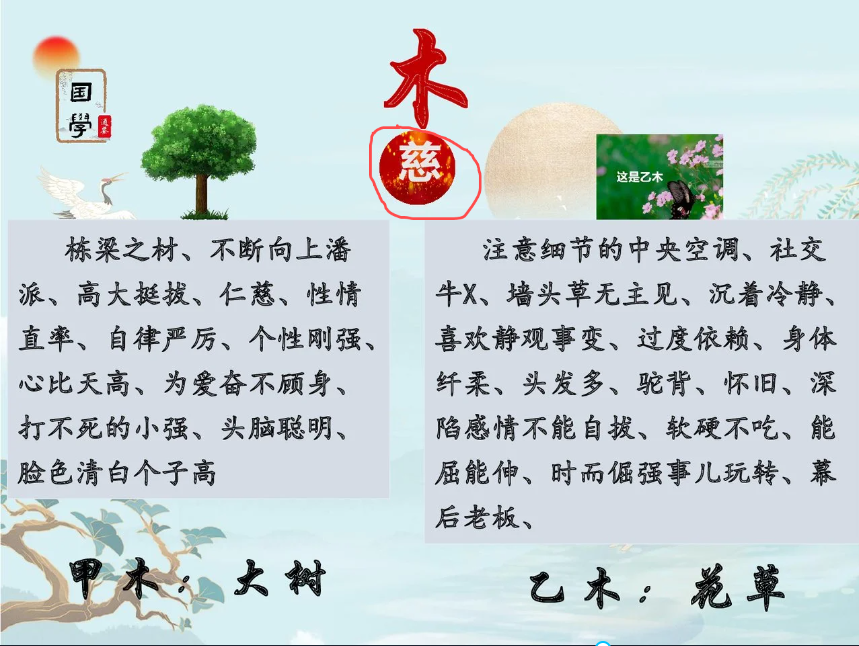 木
国
學
慈
这是乙木
栋梁之材、不断向上潘
派、高大挺拔、仁慈、性情
直率、自律严厉、个性刚强、
心比天高、为爱奋不顾身、
打不死的小强、头脑聪明、
脸色清白个子高
注意细节的中央空调、社交
牛X、墙头草无主见、沉着冷静、
喜欢静观事变、过度依赖、身体
纤柔、头发多、驼背、怀旧、深
陷感情不能自拔、软硬不吃、能
屈能伸、时而倔强事儿玩转、幕
后老板、
甲木：大树
乙木：花草